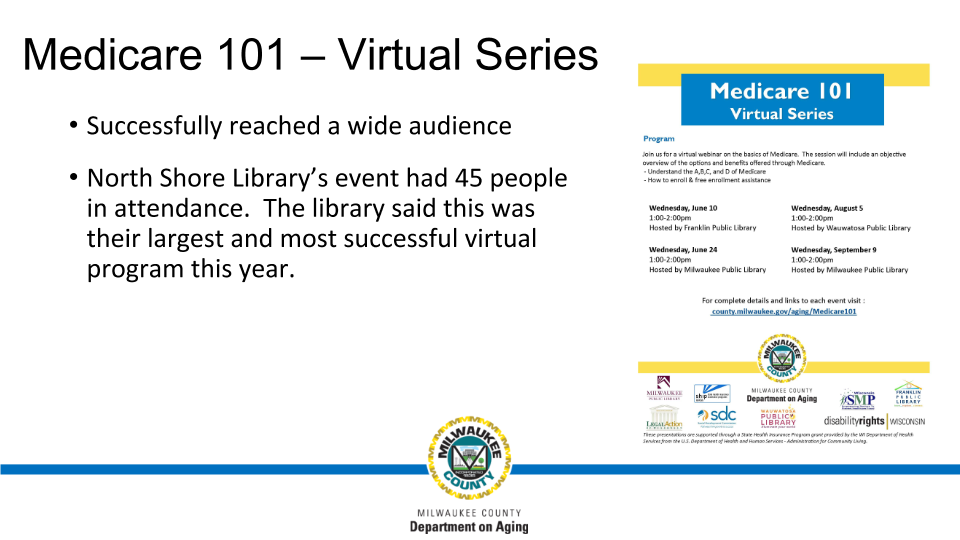 Medicare 101 – Virtual Series
• Successfully reached a wide audience
• North Shore Library’s event had 45 people
in attendance.  The library said this was
their largest and most successful virtual
program this year.
Medicare 101
Virtual Series
Program
Join us for a virtual webinar on the basics of Medicare.  The session will include an objective
overview of the options and benefits offered through Medicare.
- Understand the A,B,C, and D of Medicare
- How to enroll & free enrollment assistance
Wednesday, June 10
1:00-2:00pm
Hosted by Franklin Public Library
Wednesday, August 5
1:00-2:00pm
Hosted by Wauwatosa Public Library
Wednesday, June 24
1:00-2:00pm
Hosted by Milwaukee Public Library
Wednesday, September 9
1:00-2:00pm
Hosted by Milwaukee Public Library
For complete details and links to each event visit :
county.milwaukee.gov/aging/Medicare101
MILWAUKEE
COUNTY
MILWAUKEE
PUBLIC LIBRARY
ship
MILWAUKEE COUNTY
Department on Aging
SMP
FRANKLIN
PUBLIC
LIBRARY
LegalAction
sdc
WAUWATOSA
PUBLIC
LIBRARY
disabilityrights | WISCONSIN
These presentations are supported through a State Health Insurance Program grant provided by the WI Department of Health
Services from the U.S. Department of Health and Human Services - Administration for Community Living.
MILWAUKEE
COUNTY
MILWAUKEE COUNTY
Department on Aging